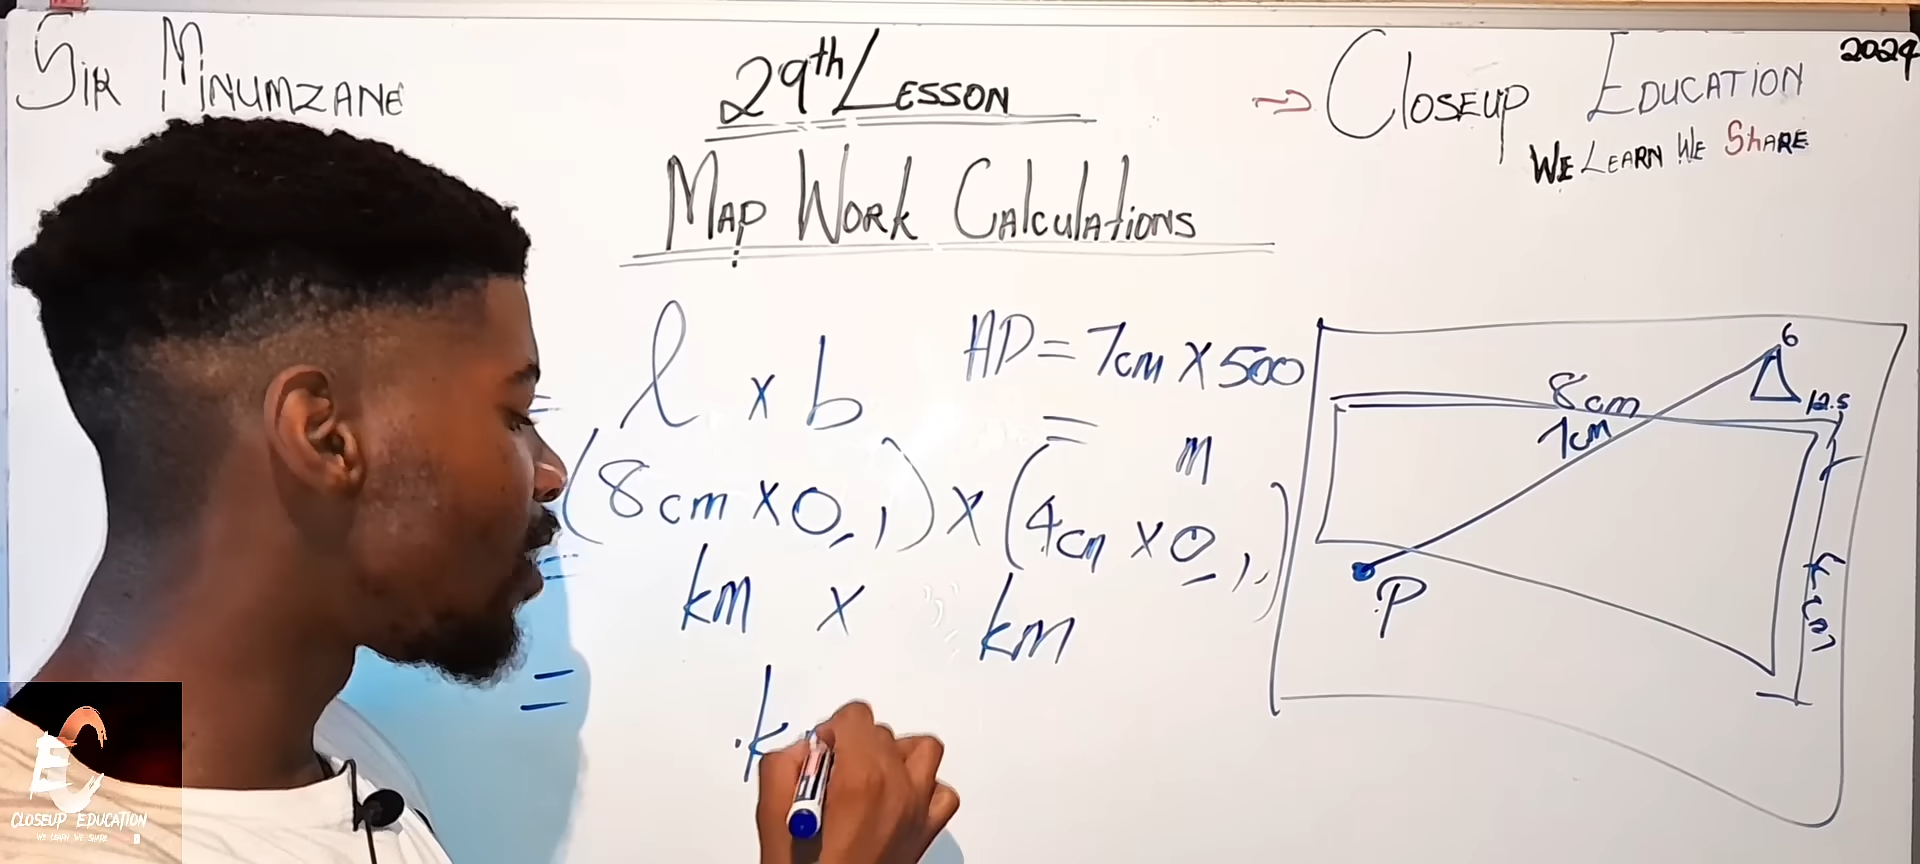 SIR MINUMZANE
29th LESSON
→ CLOSEUP EDUCATION
2024
WE LEARN WE ShARE
MAP WORK CALCULATIONS
= l x b
(8cm x 0,1) x (4cm x 0,1)
= km x km
= k
AD = 7cm X 500
= m
6
12.5
8cm
7cm
P
4cm
EC
CLOSEUP EDUCATION
WE LEARN WE SHARE